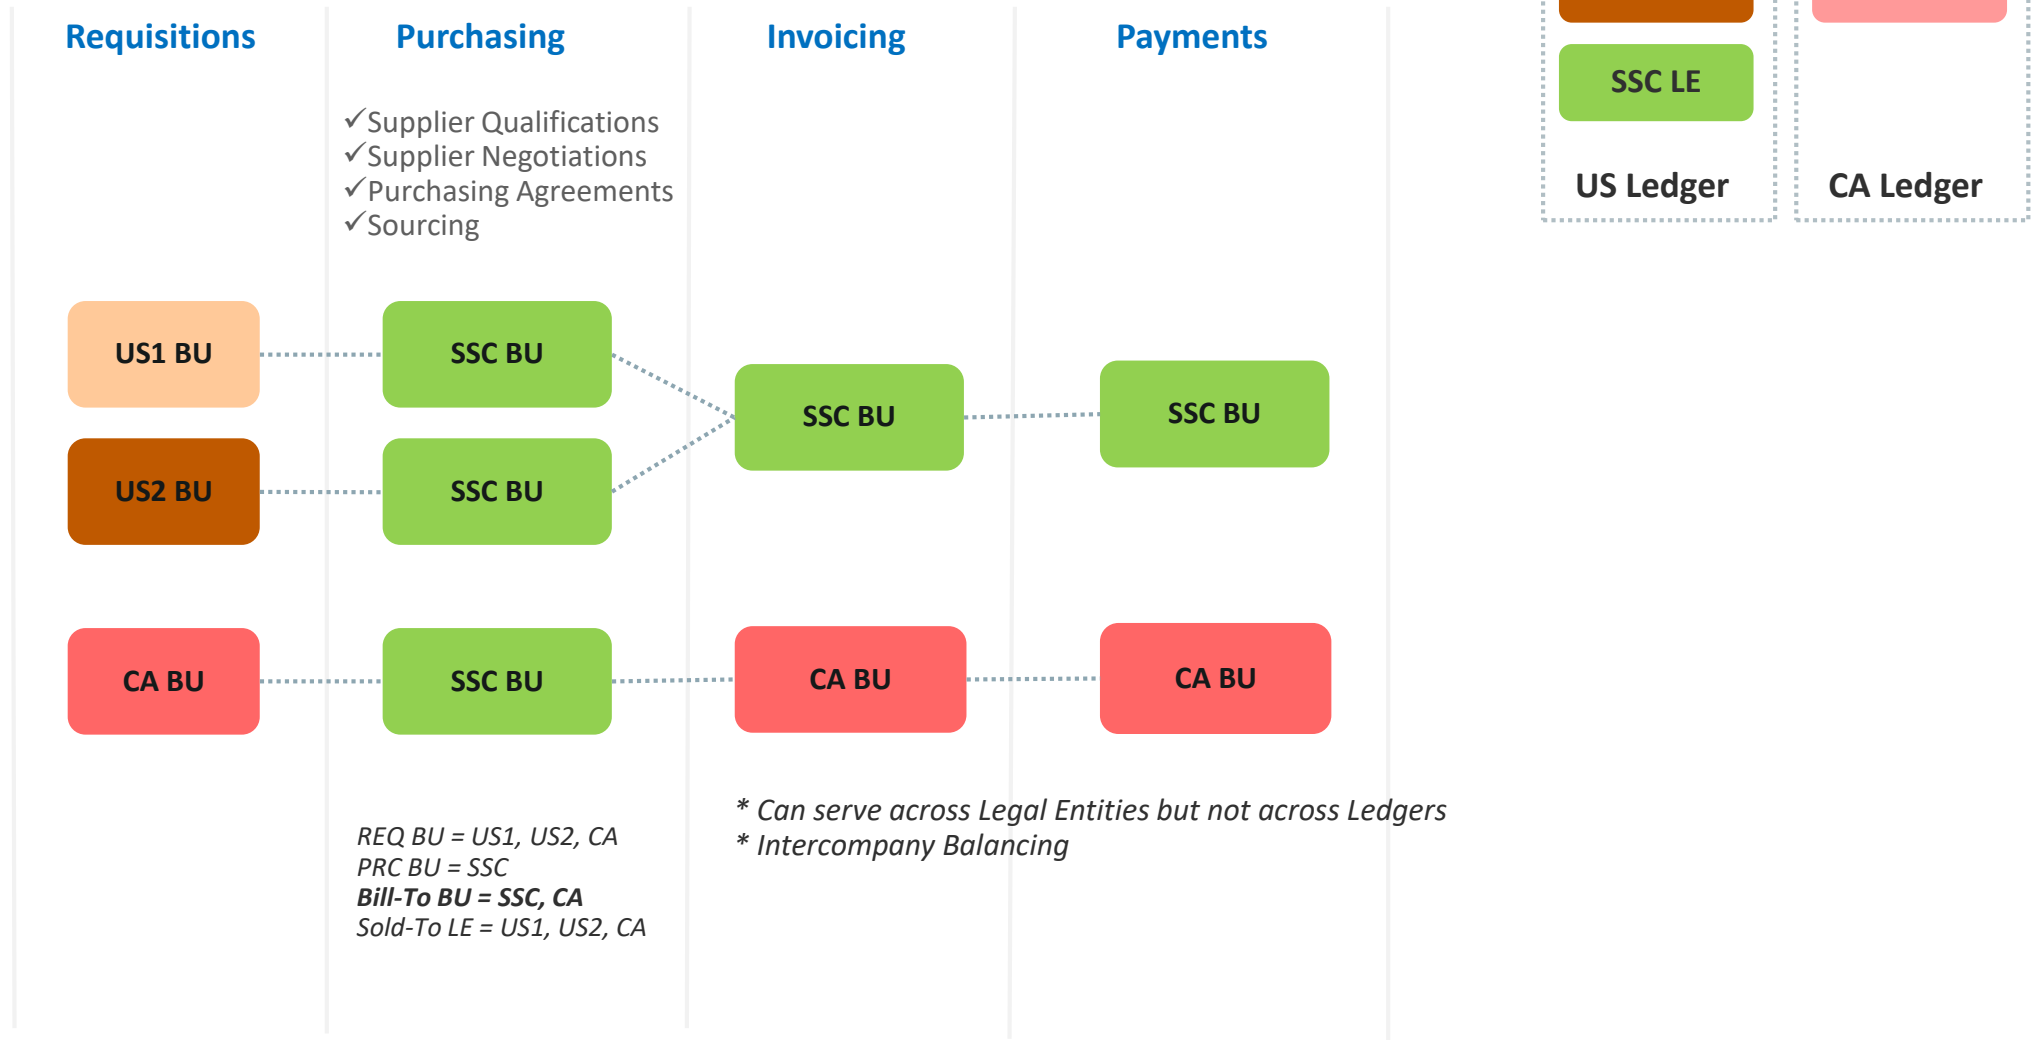 Requisitions
Purchasing
Invoicing
Payments
SSC LE
US Ledger
CA Ledger
✓Supplier Qualifications
✓Supplier Negotiations
✓Purchasing Agreements
✓Sourcing
US1 BU
SSC BU
SSC BU
SSC BU
US2 BU
SSC BU
CA BU
SSC BU
CA BU
CA BU
REQ BU = US1, US2, CA
PRC BU = SSC
Bill-To BU = SSC, CA
Sold-To LE = US1, US2, CA
* Can serve across Legal Entities but not across Ledgers
* Intercompany Balancing